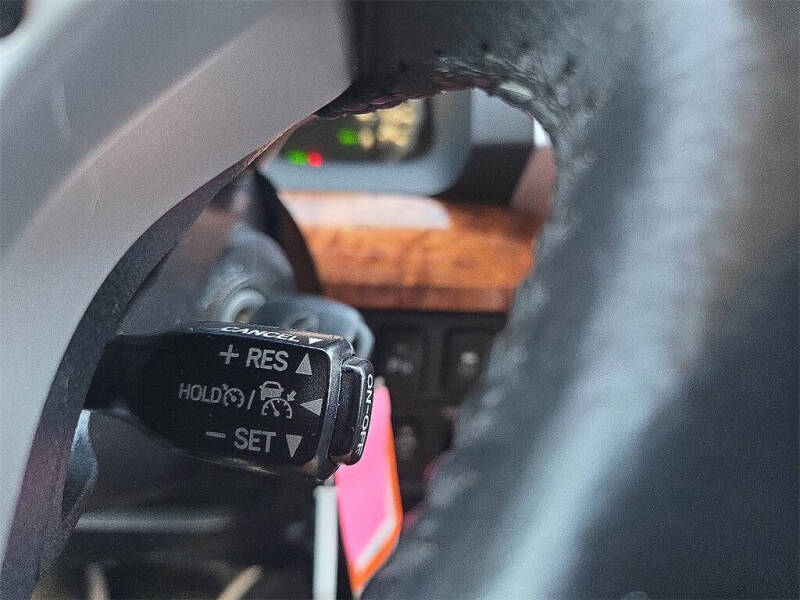 CANCEL ▼
+ RES ▲
HOLD /
− SET ▼
ON-OFF